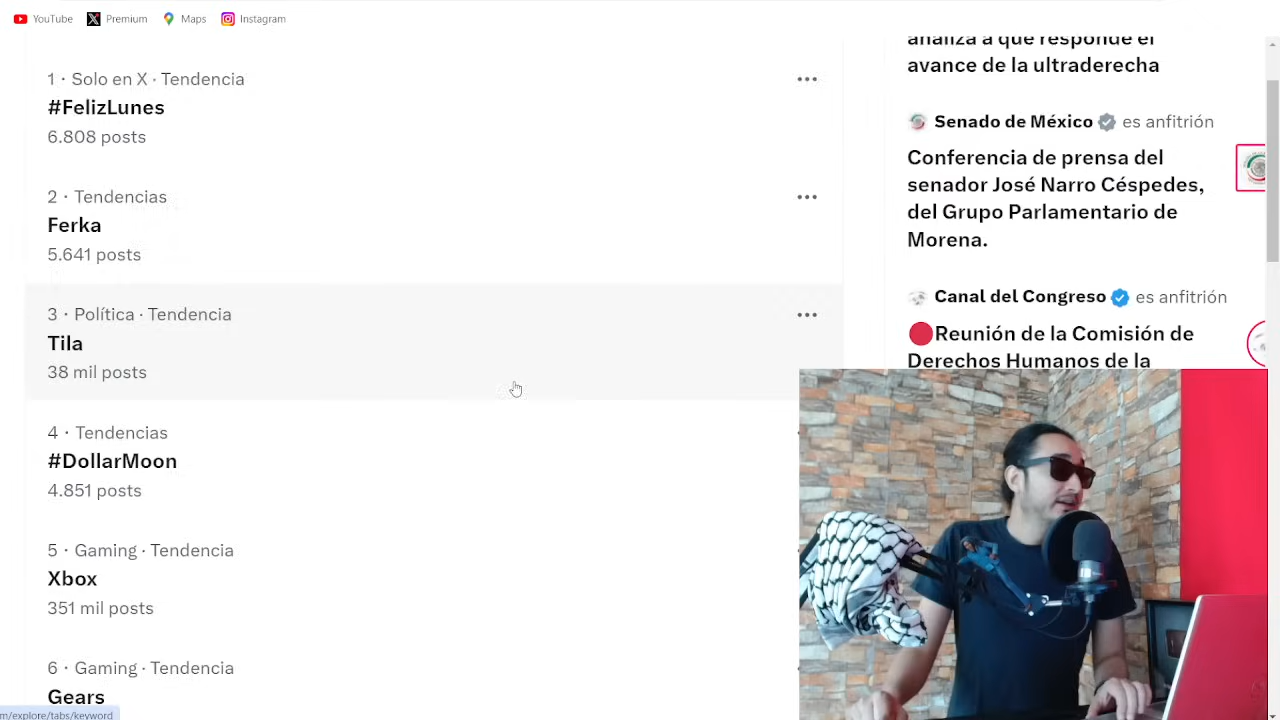 YouTube Premium Maps Instagram
1 · Solo en X · Tendencia
#FelizLunes
6.808 posts
2 · Tendencias
Ferka
5.641 posts
3 · Política · Tendencia
Tila
38 mil posts
4 · Tendencias
#DollarMoon
4.851 posts
5 · Gaming · Tendencia
Xbox
351 mil posts
6 · Gaming · Tendencia
Gears
m/explore/tabs/keyword
analiza a qué responde el
avance de la ultraderecha
Senado de México es anfitrión
Conferencia de prensa del
senador José Narro Céspedes,
del Grupo Parlamentario de
Morena.
Canal del Congreso es anfitrión
Reunión de la Comisión de
Derechos Humanos de la